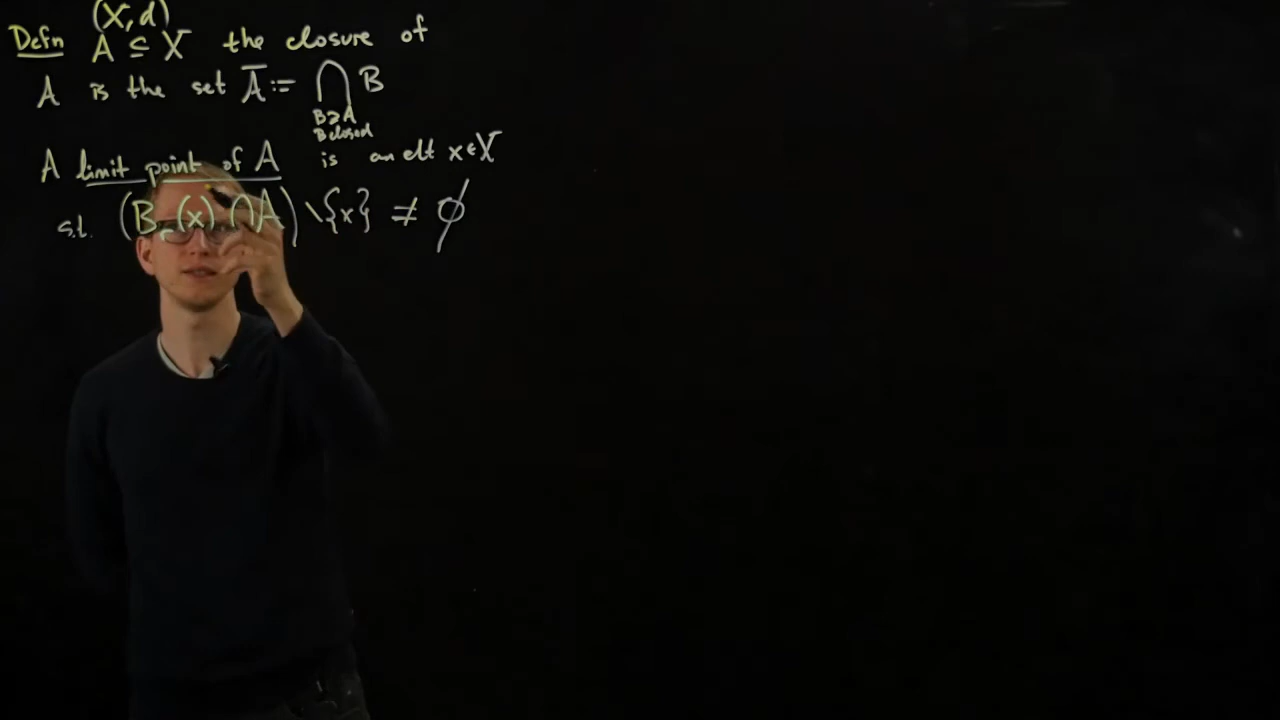 (X, d)
Defn A ⊆ X the closure of
A is the set A̅ := ⋂ B
B⊇A
B closed
A limit point of A is an elt x∈X
s.t. (B_r(x) ∩ A) \ {x} ≠ ∅